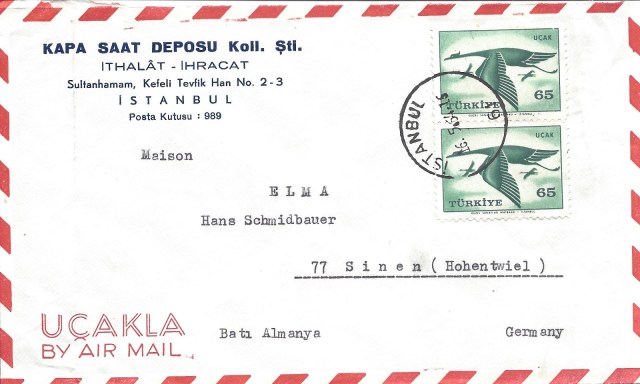 KAPA SAAT DEPOSU Koll. Şti.
İTHALÂT - İHRACAT
Sultanhamam, Kefeli Tevfik Han No. 2-3
İSTANBUL
Posta Kutusu : 989
UÇAK
TÜRKİYE 65
UÇAK
TÜRKİYE 65
İSTANBUL
Maison
ELMA
Hans Schmidbauer
77 Sinen (Hohentwiel)
Batı Almanya Germany
UÇAKLA
BY AIR MAIL